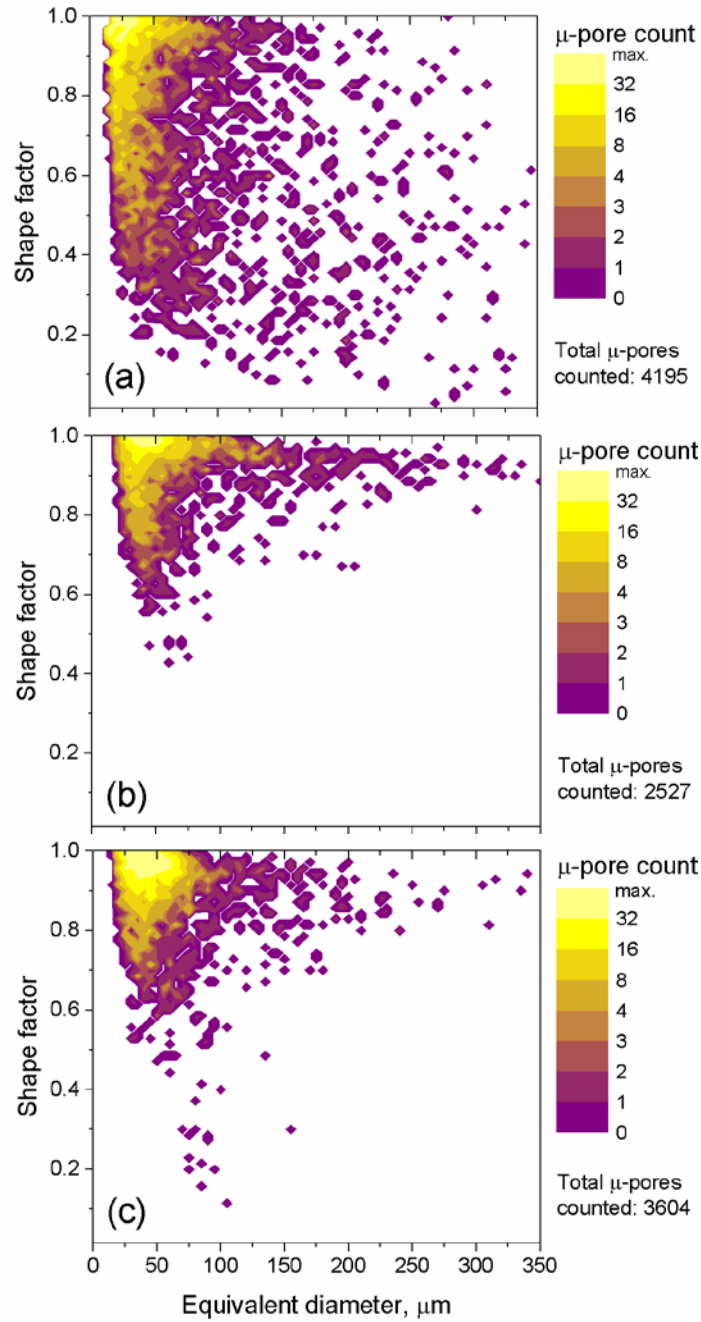 1.0
0.8
0.6
0.4
0.2
Shape factor
(a)
μ-pore count
max.
32
16
8
4
3
2
1
0
Total μ-pores
counted: 4195
1.0
0.8
0.6
0.4
0.2
Shape factor
(b)
μ-pore count
max.
32
16
8
4
3
2
1
0
Total μ-pores
counted: 2527
1.0
0.8
0.6
0.4
0.2
Shape factor
(c)
μ-pore count
max.
32
16
8
4
3
2
1
0
Total μ-pores
counted: 3604
0 50 100 150 200 250 300 350
Equivalent diameter, μm